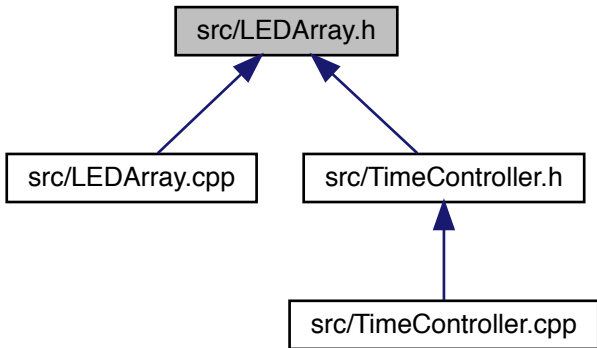 src/LEDArray.h
src/LEDArray.cpp
src/TimeController.h
src/TimeController.cpp